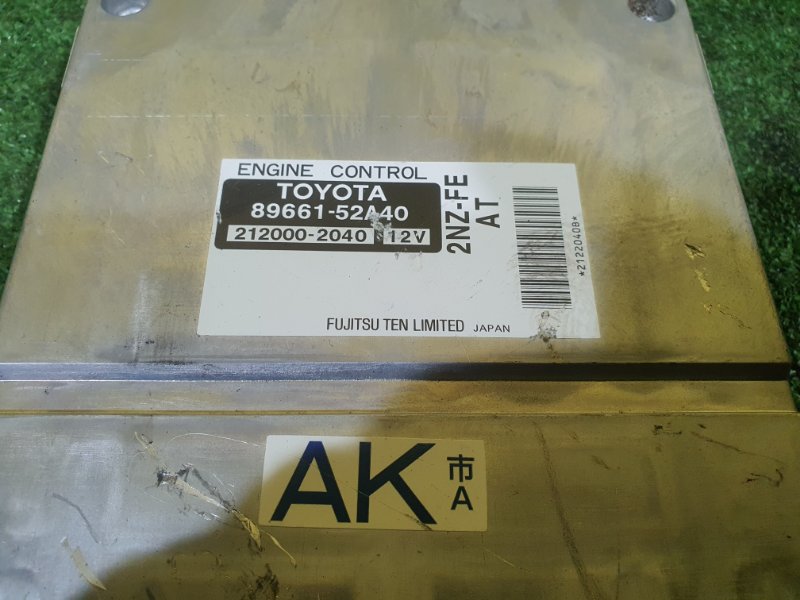 ENGINE CONTROL
TOYOTA
89661-52A40
212000-2040 12V
2NZ-FE
AT
*21220408*
FUJITSU TEN LIMITED JAPAN
AK
市
A